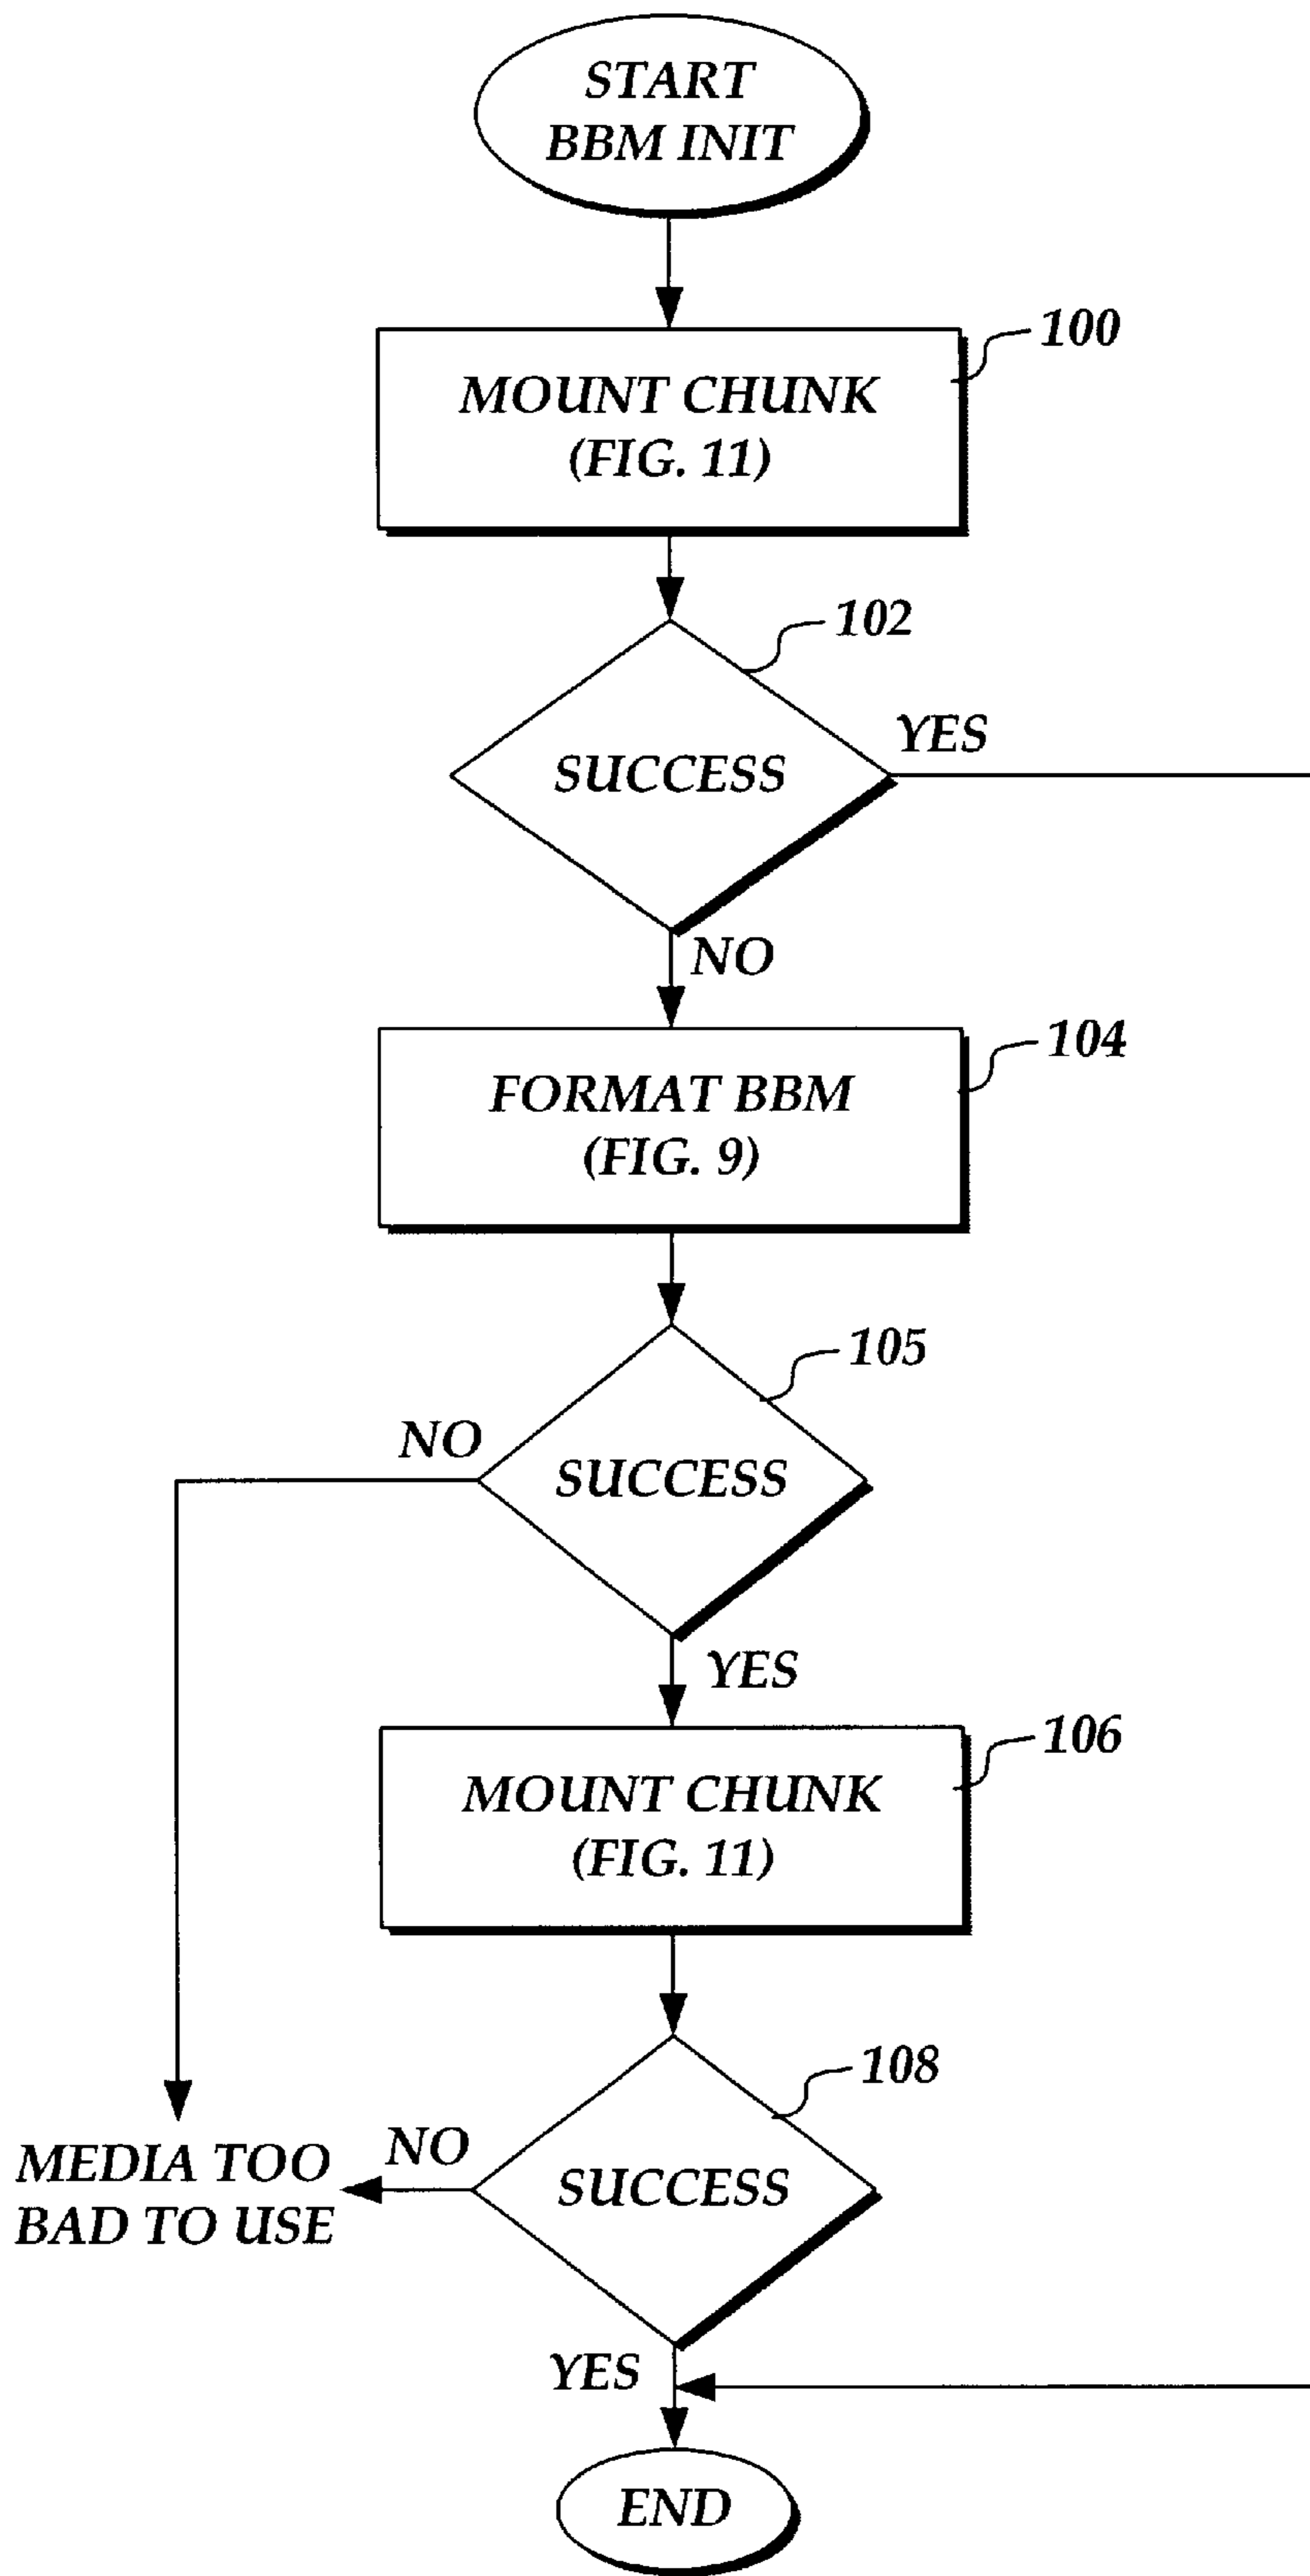 START
BBM INIT
100
MOUNT CHUNK
(FIG. 11)
102
YES
SUCCESS
NO
104
FORMAT BBM
(FIG. 9)
105
NO
SUCCESS
YES
106
MOUNT CHUNK
(FIG. 11)
108
NO
MEDIA TOO
BAD TO USE
SUCCESS
YES
END